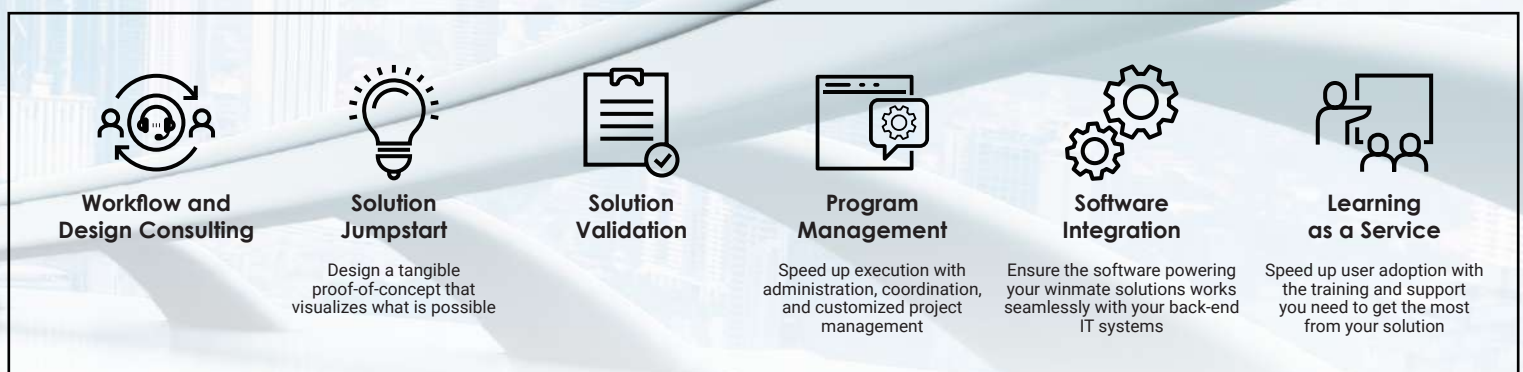 Workflow and
Design Consulting
Solution
Jumpstart
Design a tangible
proof-of-concept that
visualizes what is possible
Solution
Validation
Program
Management
Speed up execution with
administration, coordination,
and customized project
management
Software
Integration
Ensure the software powering
your winmate solutions works
seamlessly with your back-end
IT systems
Learning
as a Service
Speed up user adoption with
the training and support
you need to get the most
from your solution